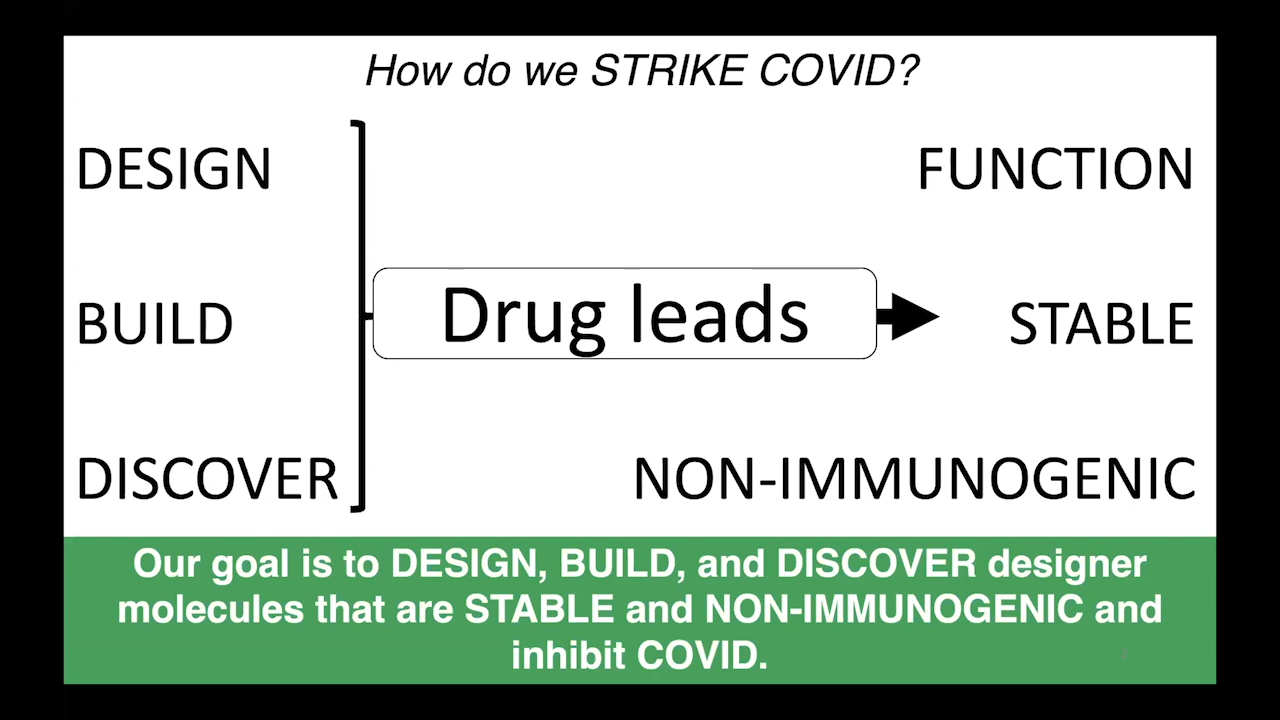 How do we STRIKE COVID?
DESIGN
BUILD
DISCOVER
Drug leads
FUNCTION
STABLE
NON-IMMUNOGENIC
Our goal is to DESIGN, BUILD, and DISCOVER designer
molecules that are STABLE and NON-IMMUNOGENIC and
inhibit COVID.